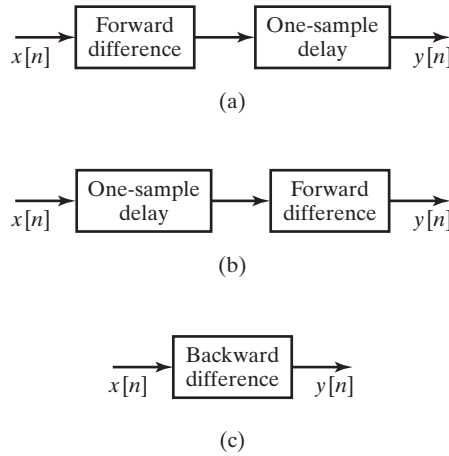 Forward
difference
One-sample
delay
x[n]
y[n]
(a)
One-sample
delay
Forward
difference
x[n]
y[n]
(b)
Backward
difference
x[n]
y[n]
(c)